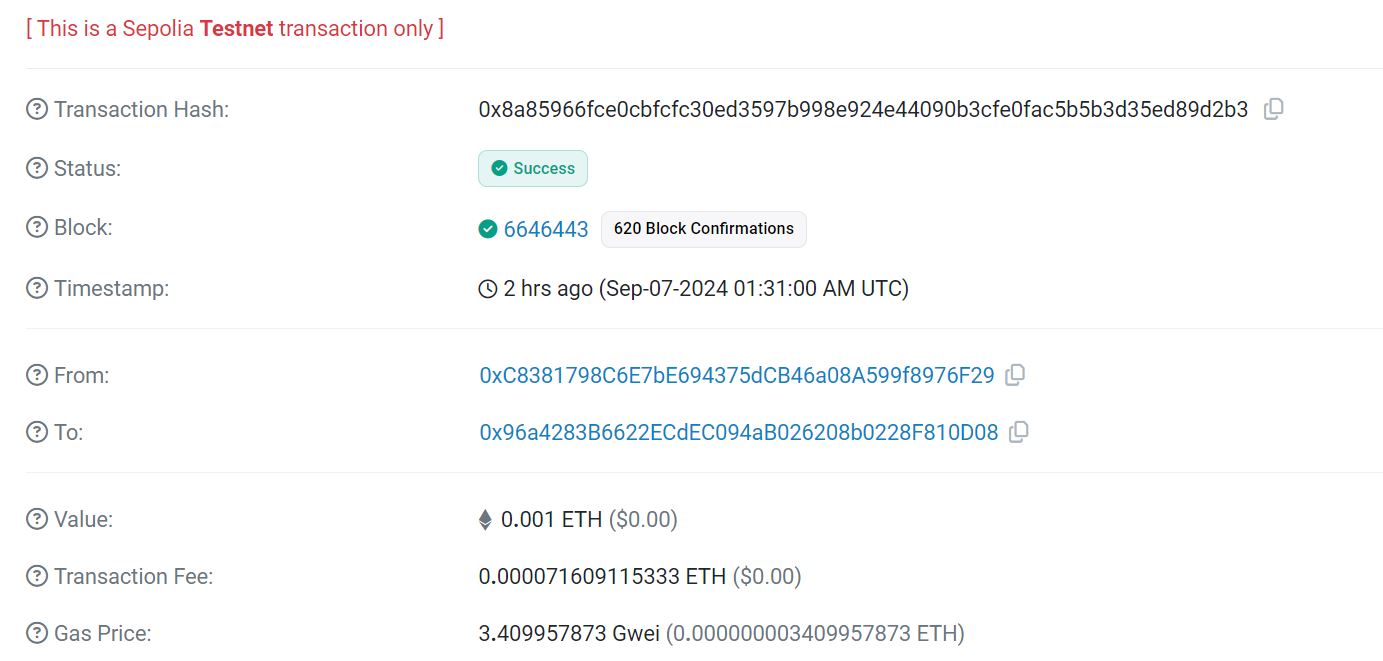 [ This is a Sepolia Testnet transaction only ]
Transaction Hash: 0x8a85966fce0cbfcfc30ed3597b998e924e44090b3cfe0fac5b5b3d35ed89d2b3
Status: Success
Block: 6646443 620 Block Confirmations
Timestamp: 2 hrs ago (Sep-07-2024 01:31:00 AM UTC)
From: 0xC8381798C6E7bE694375dCB46a08A599f8976F29
To: 0x96a4283B6622ECdEC094aB026208b0228F810D08
Value: 0.001 ETH ($0.00)
Transaction Fee: 0.000071609115333 ETH ($0.00)
Gas Price: 3.409957873 Gwei (0.000000003409957873 ETH)